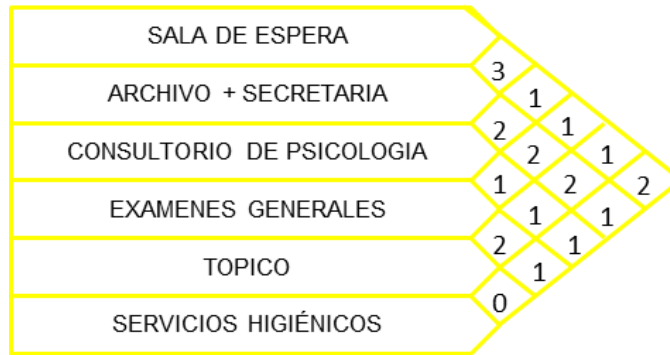 SALA DE ESPERA
3
ARCHIVO + SECRETARIA
1
2
1
CONSULTORIO DE PSICOLOGIA
2
1
1
2
2
EXAMENES GENERALES
1
1
2
1
TOPICO
1
0
SERVICIOS HIGIÉNICOS